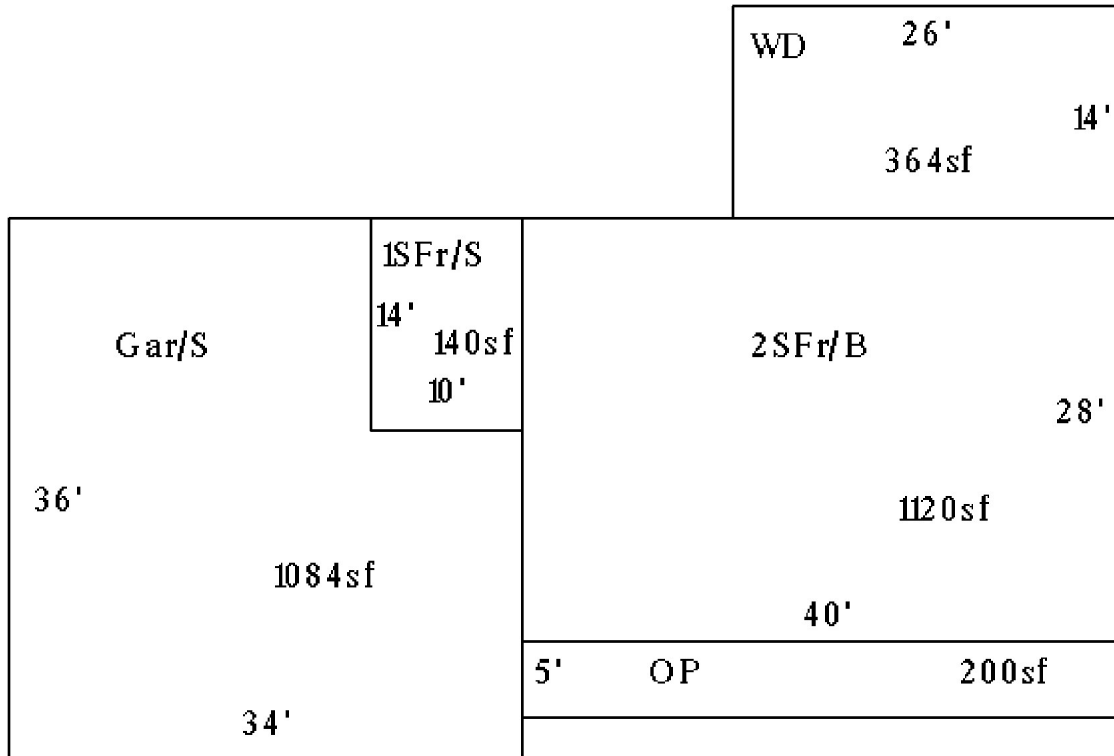 WD
26'
14'
364sf
1SFr/S
14'
140sf
10'
Gar/S
36'
1084sf
34'
2SFr/B
28'
1120sf
40'
5'
OP
200sf